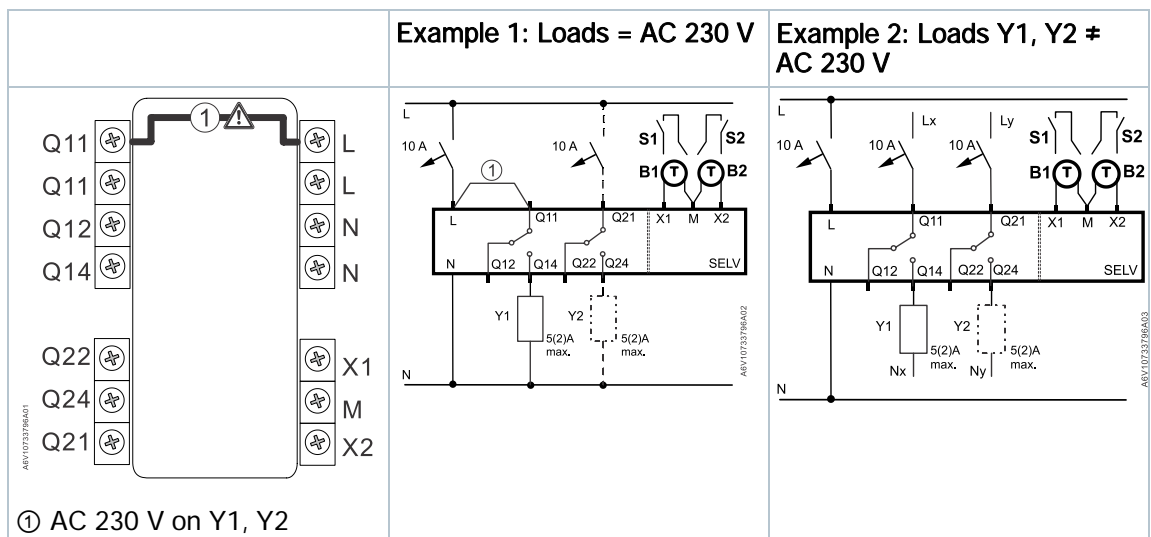 Example 1: Loads = AC 230 V
Example 2: Loads Y1, Y2 ≠
AC 230 V
① ⚠
Q11
Q11
Q12
Q14
Q22
Q24
Q21
L
L
N
N
X1
M
X2
A6V10733796A01
① AC 230 V on Y1, Y2
L
10 A
①
10 A
S1
S2
B1
T
T
B2
L
Q11
Q21
X1
M
X2
N
Q12
Q14
Q22
Q24
SELV
Y1
5(2)A
max.
Y2
5(2)A
max.
N
A6V10733796A02
L
Lx
Ly
10 A
10 A
10 A
S1
S2
B1
T
T
B2
L
Q11
Q21
X1
M
X2
N
Q12
Q14
Q22
Q24
SELV
Y1
5(2)A
max.
Nx
Y2
5(2)A
max.
Ny
N
A6V10733796A03